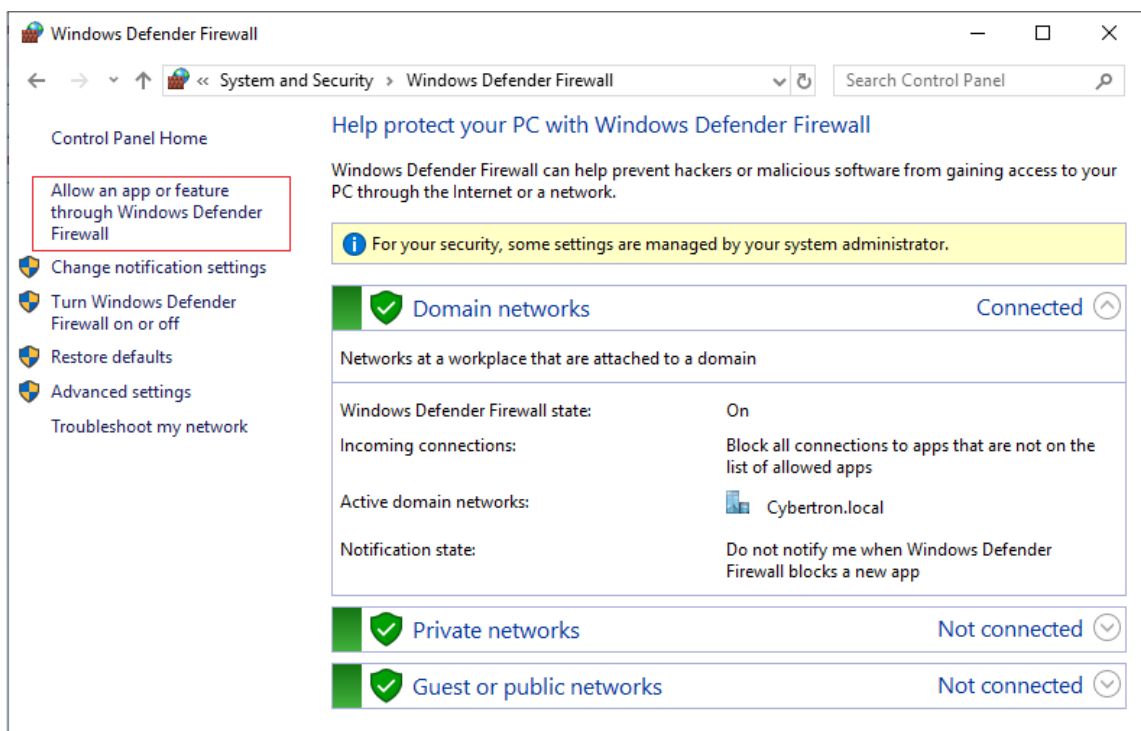 Windows Defender Firewall
« System and Security > Windows Defender Firewall
Search Control Panel
Control Panel Home
Allow an app or feature
through Windows Defender
Firewall
Change notification settings
Turn Windows Defender
Firewall on or off
Restore defaults
Advanced settings
Troubleshoot my network
Help protect your PC with Windows Defender Firewall
Windows Defender Firewall can help prevent hackers or malicious software from gaining access to your
PC through the Internet or a network.
For your security, some settings are managed by your system administrator.
Domain networks Connected
Networks at a workplace that are attached to a domain
Windows Defender Firewall state: On
Incoming connections: Block all connections to apps that are not on the
list of allowed apps
Active domain networks: Cybertron.local
Notification state: Do not notify me when Windows Defender
Firewall blocks a new app
Private networks Not connected
Guest or public networks Not connected